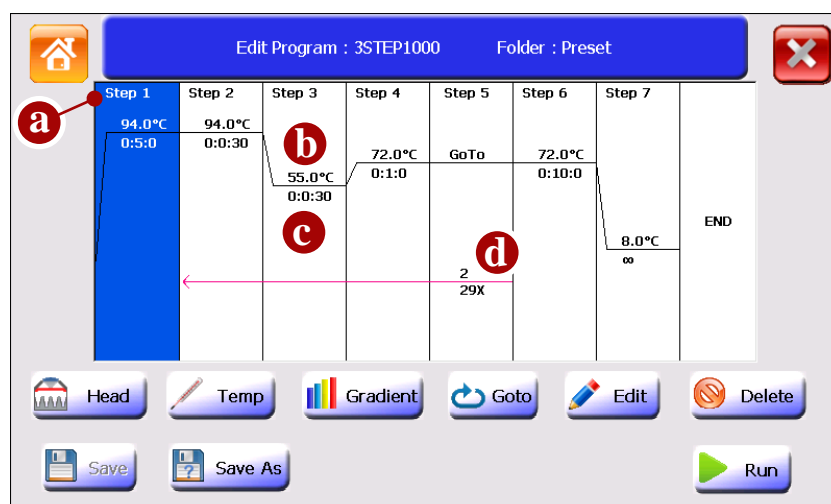 Edit Program : 3STEP1000 Folder : Preset
a
Step 1 Step 2 Step 3 Step 4 Step 5 Step 6 Step 7
94.0°C 94.0°C
0:5:0 0:0:30
b
72.0°C GoTo 72.0°C
55.0°C 0:1:0 0:10:0
0:0:30
c
END
d
8.0°C
∞
2
29X
Head Temp Gradient Goto Edit Delete
Save Save As Run
?